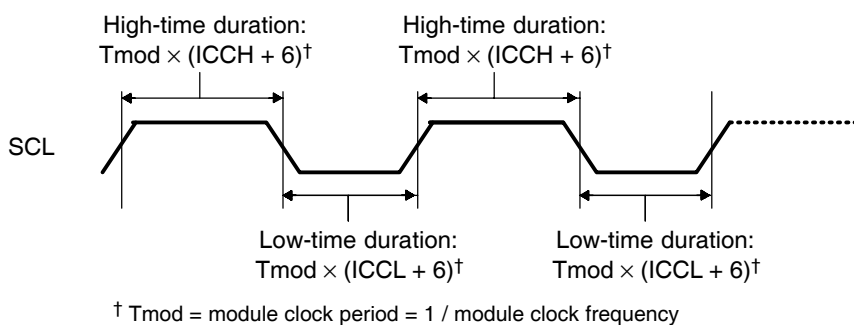 High-time duration:
Tmod × (ICCH + 6)†
High-time duration:
Tmod × (ICCH + 6)†
SCL
Low-time duration:
Tmod × (ICCL + 6)†
Low-time duration:
Tmod × (ICCL + 6)†
† Tmod = module clock period = 1 / module clock frequency